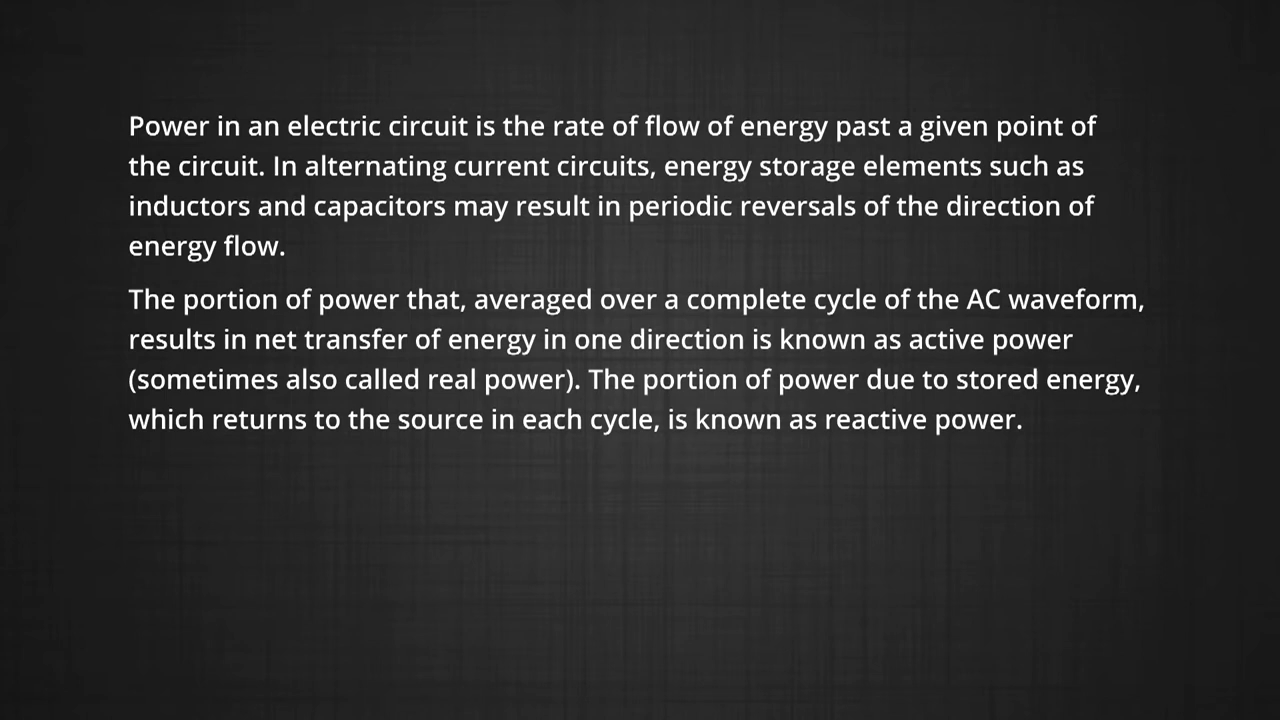 Power in an electric circuit is the rate of flow of energy past a given point of
the circuit. In alternating current circuits, energy storage elements such as
inductors and capacitors may result in periodic reversals of the direction of
energy flow.
The portion of power that, averaged over a complete cycle of the AC waveform,
results in net transfer of energy in one direction is known as active power
(sometimes also called real power). The portion of power due to stored energy,
which returns to the source in each cycle, is known as reactive power.